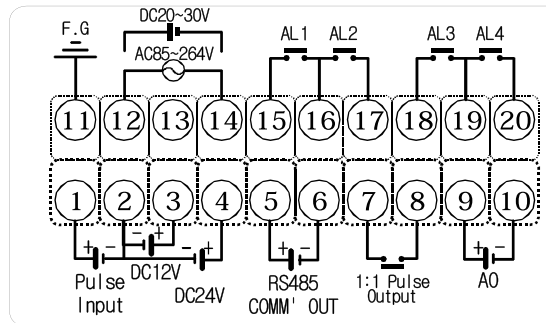 F.G
DC20~30V
AC85~264V
AL1 AL2 AL3 AL4
11 12 13 14 15 16 17 18 19 20
1 2 3 4 5 6 7 8 9 10
+ - - + - + + - + -
Pulse Input
DC12V
DC24V
RS485
COMM' OUT
1:1 Pulse
Output
AO